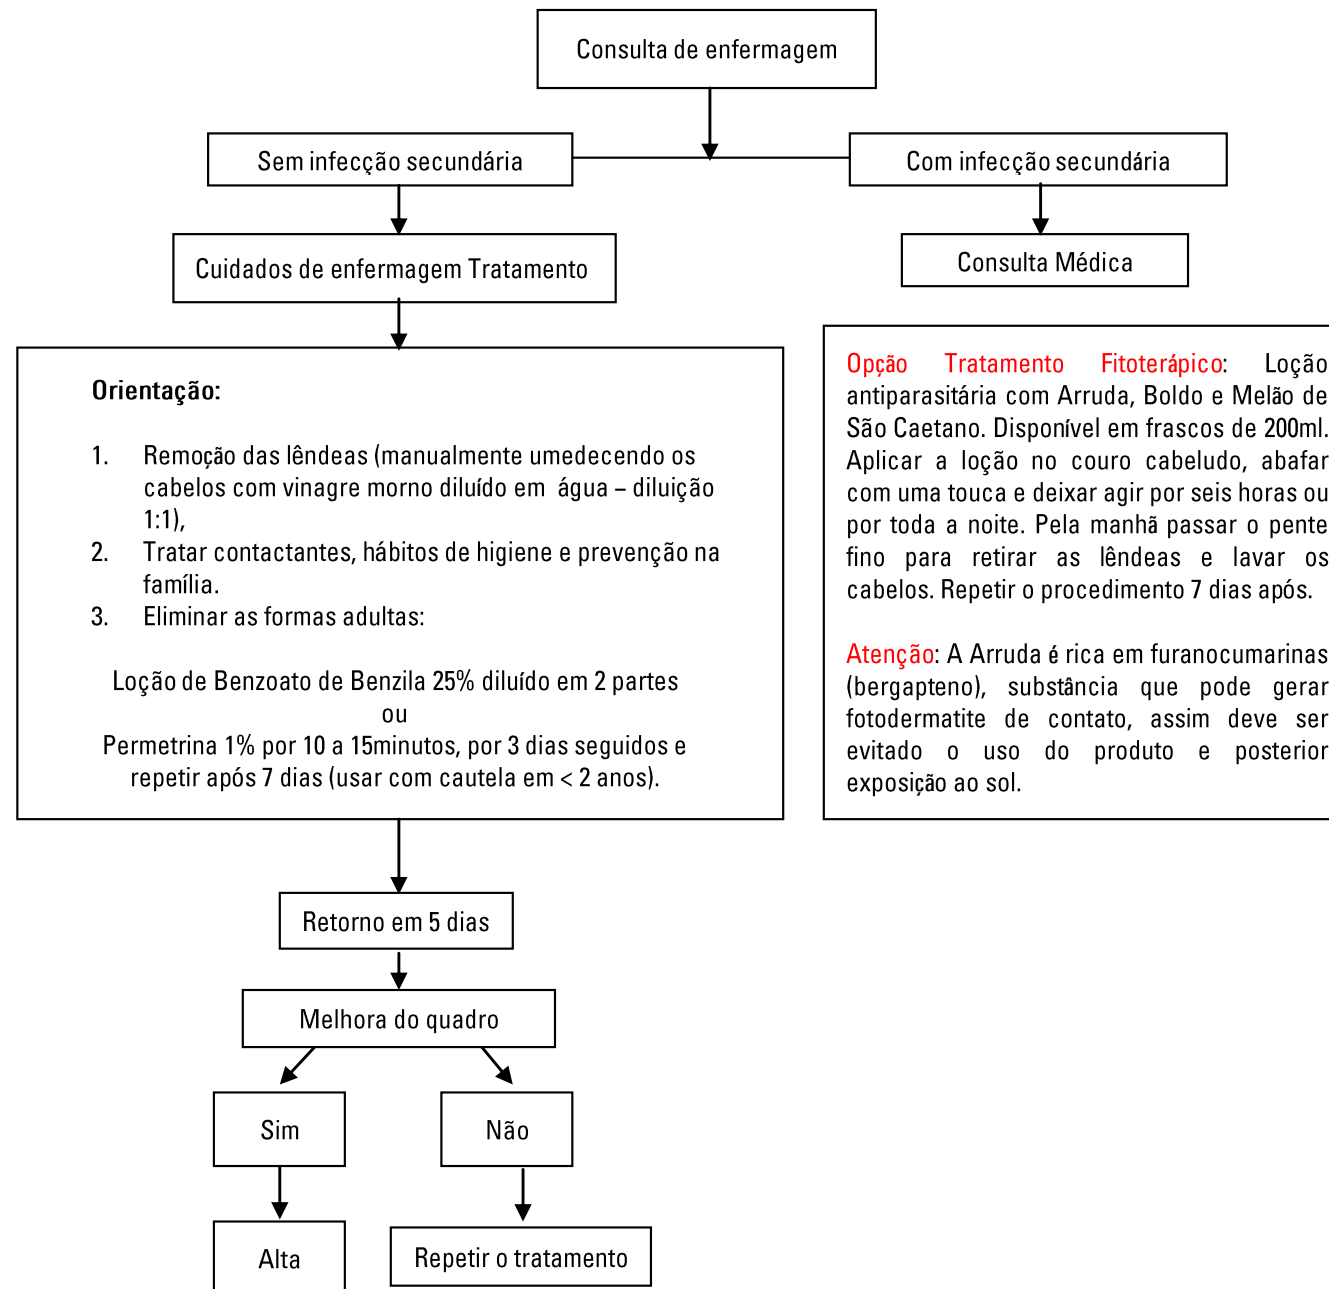 Consulta de enfermagem
Sem infecção secundária
Com infecção secundária
Cuidados de enfermagem Tratamento
Consulta Médica
Orientação:
1. Remoção das lêndeas (manualmente umedecendo os
cabelos com vinagre morno diluído em água – diluição
1:1),
2. Tratar contactantes, hábitos de higiene e prevenção na
família.
3. Eliminar as formas adultas:
Loção de Benzoato de Benzila 25% diluído em 2 partes
ou
Permetrina 1% por 10 a 15minutos, por 3 dias seguidos e
repetir após 7 dias (usar com cautela em < 2 anos).
Opção Tratamento Fitoterápico: Loção
antiparasitária com Arruda, Boldo e Melão de
São Caetano. Disponível em frascos de 200ml.
Aplicar a loção no couro cabeludo, abafar
com uma touca e deixar agir por seis horas ou
por toda a noite. Pela manhã passar o pente
fino para retirar as lêndeas e lavar os
cabelos. Repetir o procedimento 7 dias após.
Atenção: A Arruda é rica em furanocumarinas
(bergapteno), substância que pode gerar
fotodermatite de contato, assim deve ser
evitado o uso do produto e posterior
exposição ao sol.
Retorno em 5 dias
Melhora do quadro
Sim
Não
Alta
Repetir o tratamento